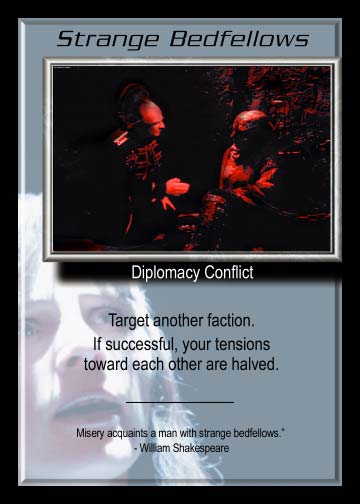 Strange Bedfellows
Diplomacy Conflict
Target another faction.
If successful, your tensions
toward each other are halved.
Misery acquaints a man with strange bedfellows."
- William Shakespeare